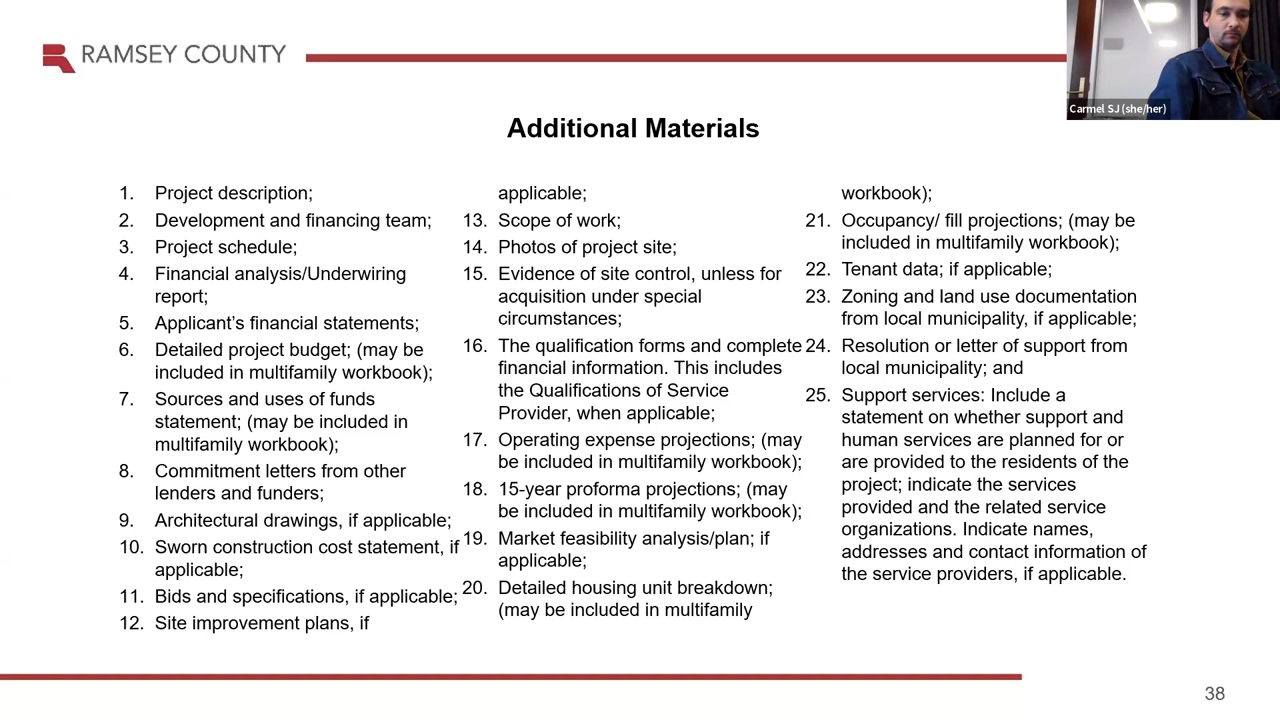 RAMSEY COUNTY
Carmel SJ (she/her)
Additional Materials
1. Project description;
2. Development and financing team;
3. Project schedule;
4. Financial analysis/Underwiring
report;
5. Applicant's financial statements;
6. Detailed project budget; (may be
included in multifamily workbook);
7. Sources and uses of funds
statement; (may be included in
multifamily workbook);
8. Commitment letters from other
lenders and funders;
9. Architectural drawings, if applicable;
10. Sworn construction cost statement, if
applicable;
11. Bids and specifications, if applicable;
12. Site improvement plans, if
applicable;
13. Scope of work;
14. Photos of project site;
15. Evidence of site control, unless for
acquisition under special
circumstances;
16. The qualification forms and complete
financial information. This includes
the Qualifications of Service
Provider, when applicable;
17. Operating expense projections; (may
be included in multifamily workbook);
18. 15-year proforma projections; (may
be included in multifamily workbook);
19. Market feasibility analysis/plan; if
applicable;
20. Detailed housing unit breakdown;
(may be included in multifamily
workbook);
21. Occupancy/ fill projections; (may be
included in multifamily workbook);
22. Tenant data; if applicable;
23. Zoning and land use documentation
from local municipality, if applicable;
24. Resolution or letter of support from
local municipality; and
25. Support services: Include a
statement on whether support and
human services are planned for or
are provided to the residents of the
project; indicate the services
provided and the related service
organizations. Indicate names,
addresses and contact information of
the service providers, if applicable.
38